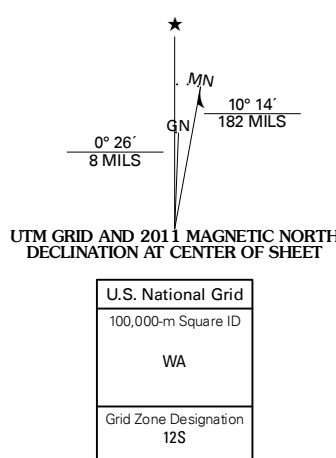 MN
GN
10° 14´
182 MILS
0° 26´
8 MILS
UTM GRID AND 2011 MAGNETIC NORTH
DECLINATION AT CENTER OF SHEET
U.S. National Grid
100,000-m Square ID
WA
Grid Zone Designation
12S